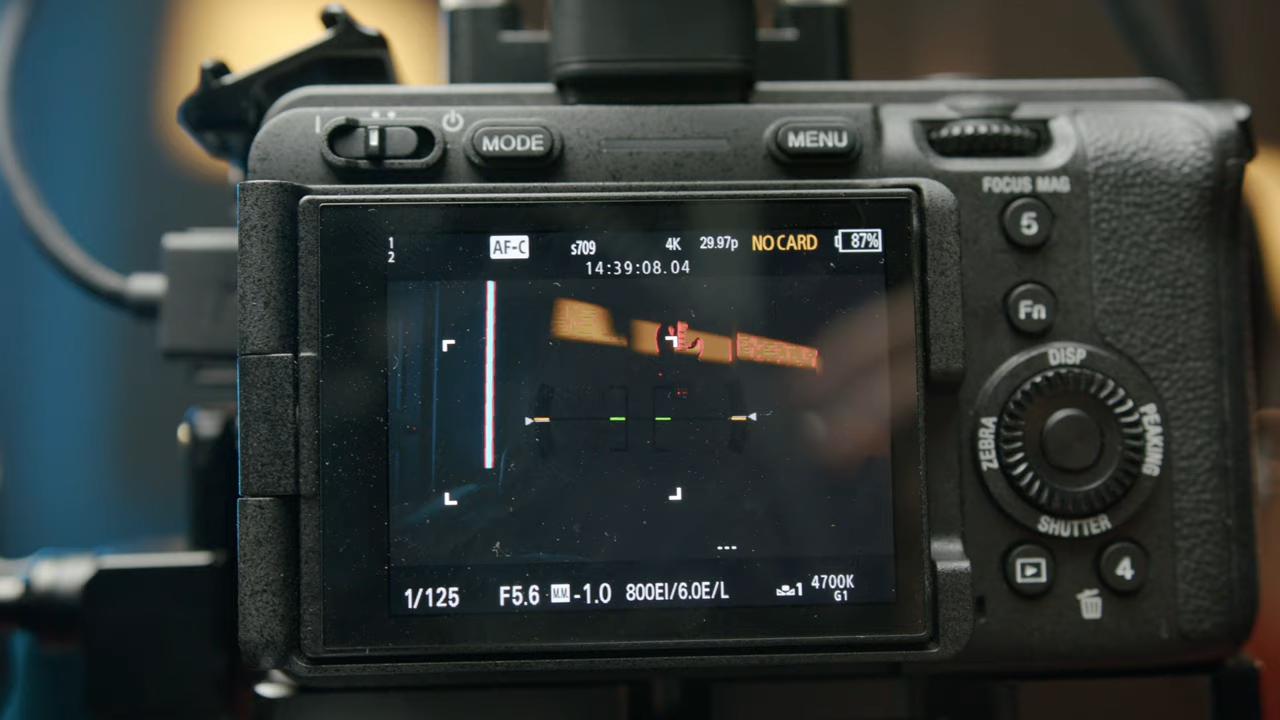 MODE
MENU
FOCUS MAG
5
Fn
DISP
ZEBRA
PEAKING
SHUTTER
4
1
2
AF-C
s709
4K
29.97p
NO CARD
87%
14:39:08.04
1/125
F5.6
M.M.
-1.0
800EI/6.0E/L
1
4700K
G1